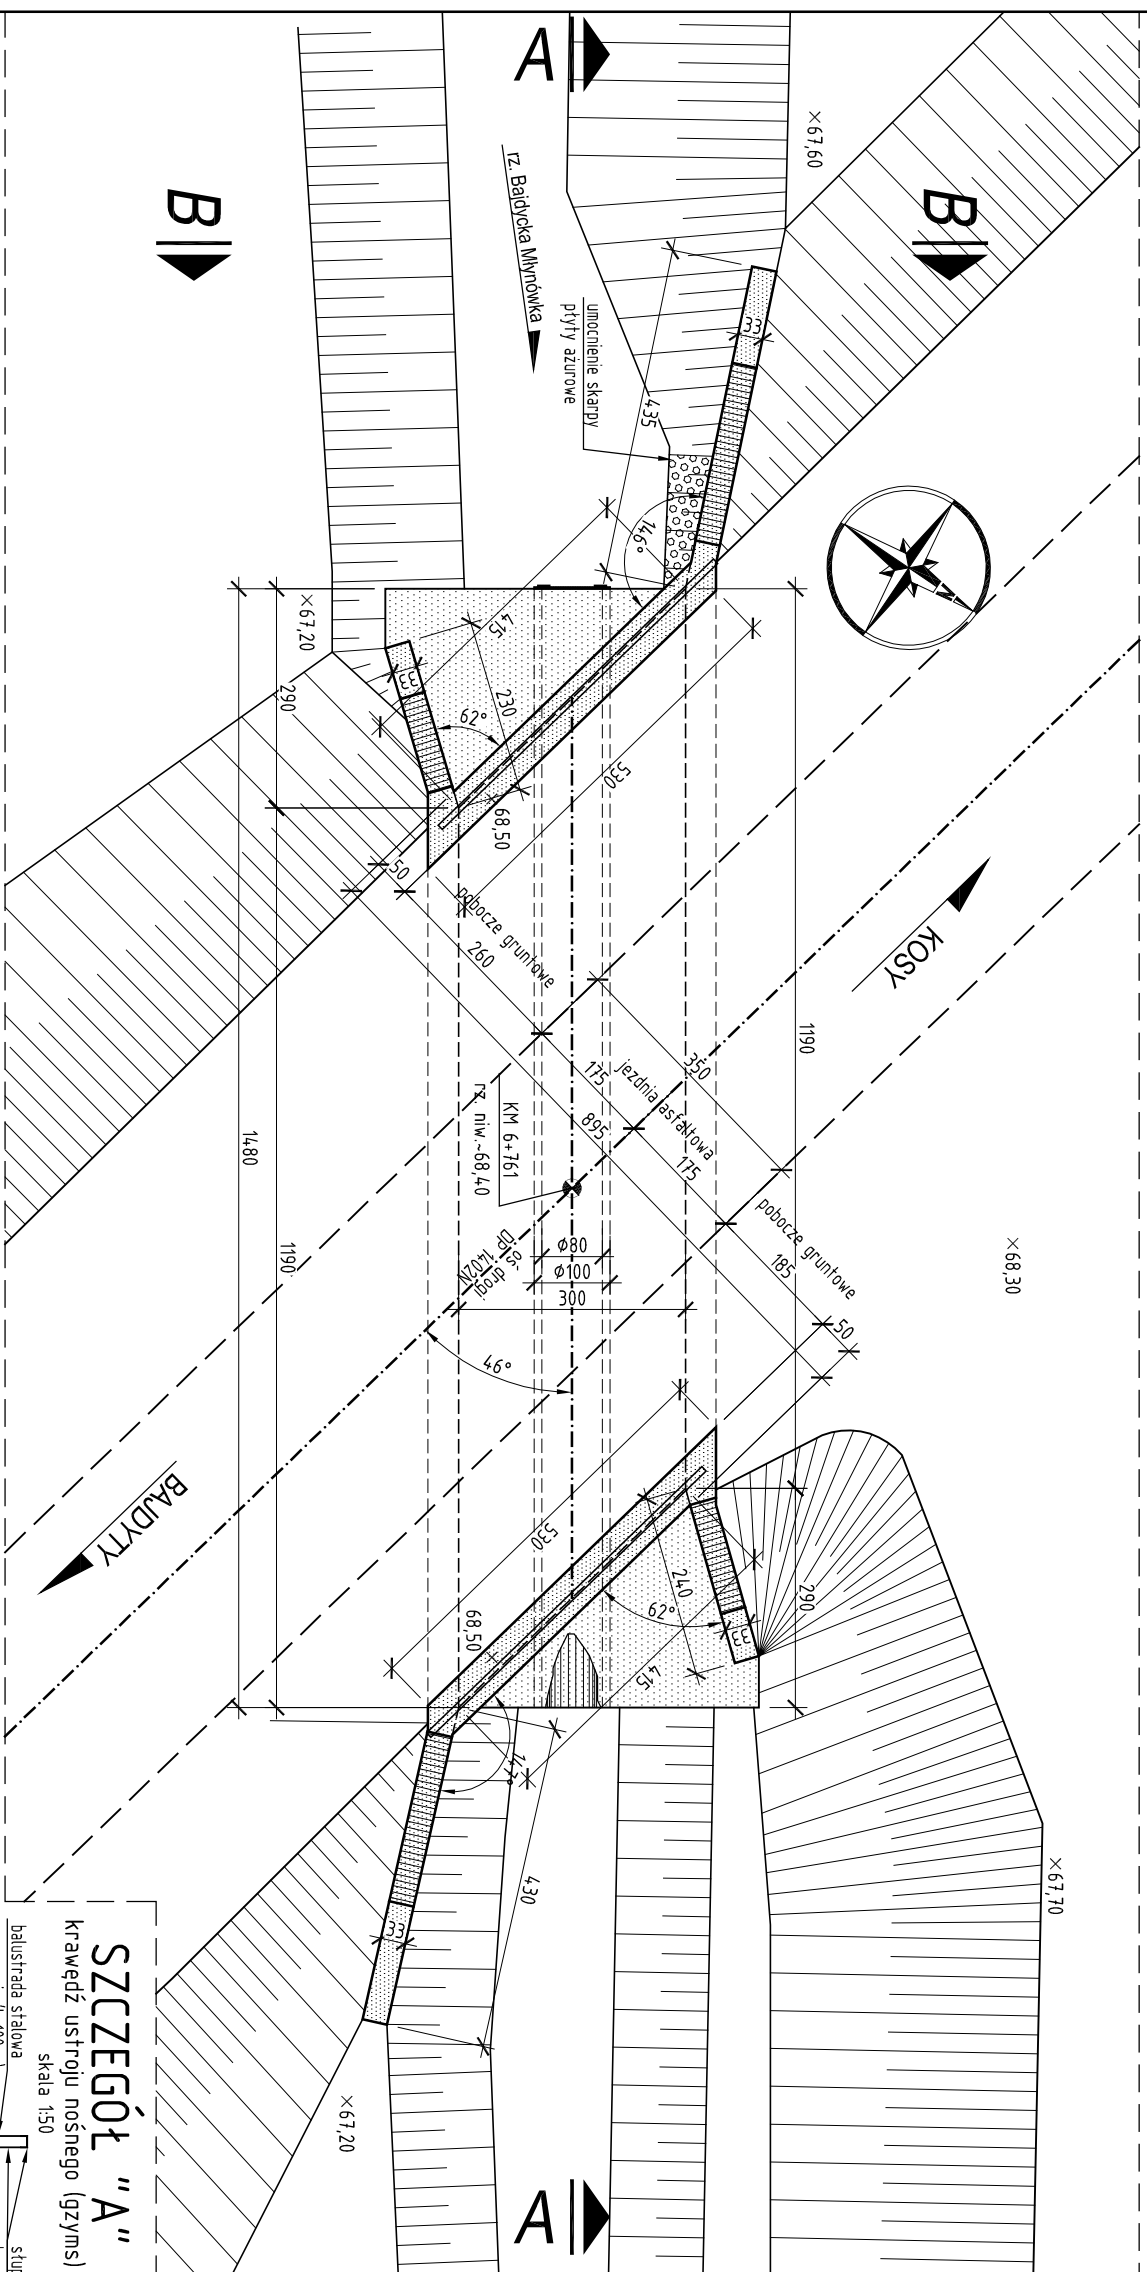 A
B
B
×67,60
rz. Bajdycka Młynówka
umocnienie skarpy
płyty ażurowe
33
435
146°
N
×67,20
415
33
230
62°
290
530
68,50
50
pobocze gruntowe
260
KOSY
1190
350
jezdnia asfaltowa
175
895
175
KM 6+761
rz. niw.~68,40
1480
1190
pobocze gruntowe
185
50
×68,30
oś drogi
DP 1402N
Ø80
Ø100
300
46°
BAJDYTY
530
240
62°
290
33
415
68,50
147°
430
33
×67,70
×67,20
A
SZCZEGÓŁ "A"
krawędź ustroju nośnego (gzyms)
skala 1:50
balustrada stalowa